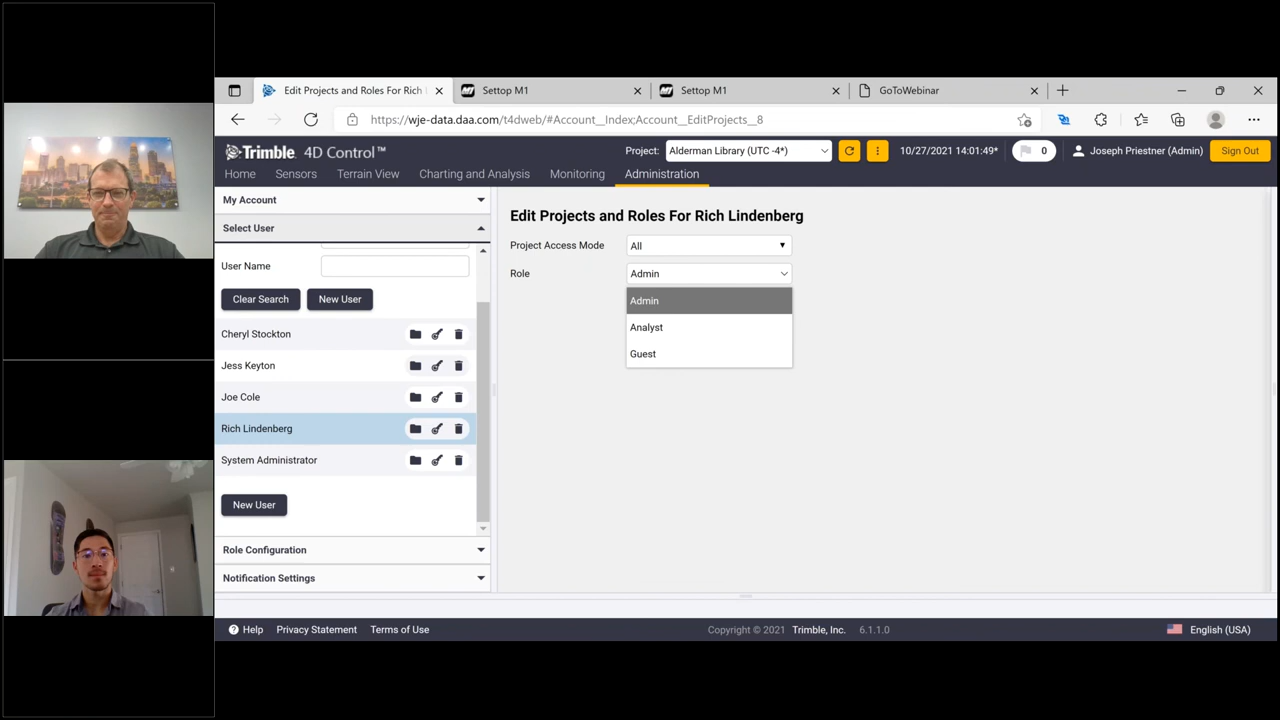 Edit Projects and Roles For Rich L
Settop M1
Settop M1
GoToWebinar
https://wje-data.daa.com/t4dweb/#Account__Index;Account__EditProjects__8
Trimble 4D Control™
Project:
Alderman Library (UTC -4*)
10/27/2021 14:01:49*
0
Joseph Priestner (Admin)
Sign Out
Home
Sensors
Terrain View
Charting and Analysis
Monitoring
Administration
My Account
Select User
User Name
Clear Search
New User
Cheryl Stockton
Jess Keyton
Joe Cole
Rich Lindenberg
System Administrator
New User
Role Configuration
Notification Settings
Edit Projects and Roles For Rich Lindenberg
Project Access Mode
All
Role
Admin
Admin
Analyst
Guest
Help
Privacy Statement
Terms of Use
Copyright © 2021 Trimble, Inc. 6.1.1.0
English (USA)